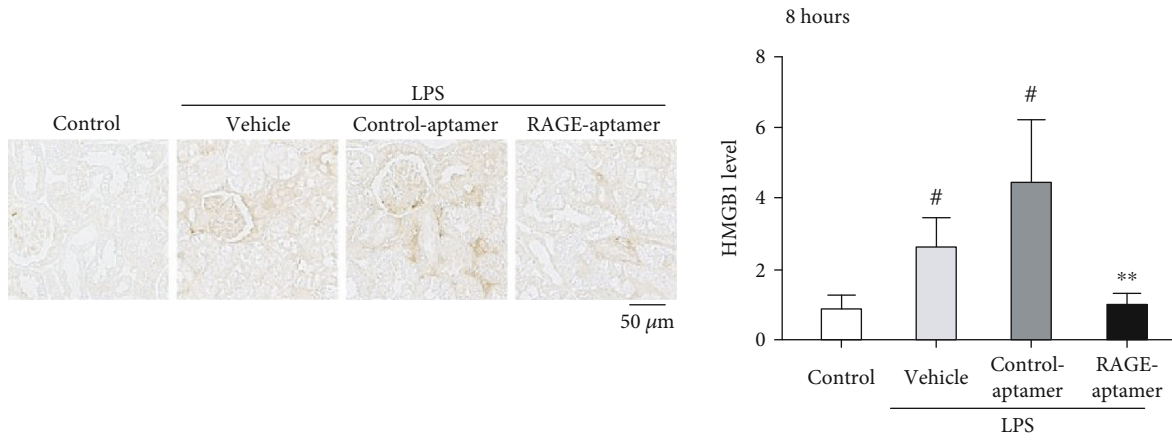 LPS
Control
Vehicle
Control-aptamer
RAGE-aptamer
50 μm
8 hours
HMGB1 level
8
6
4
2
0
#
#
**
Control
Vehicle
Control-
aptamer
RAGE-
aptamer
LPS